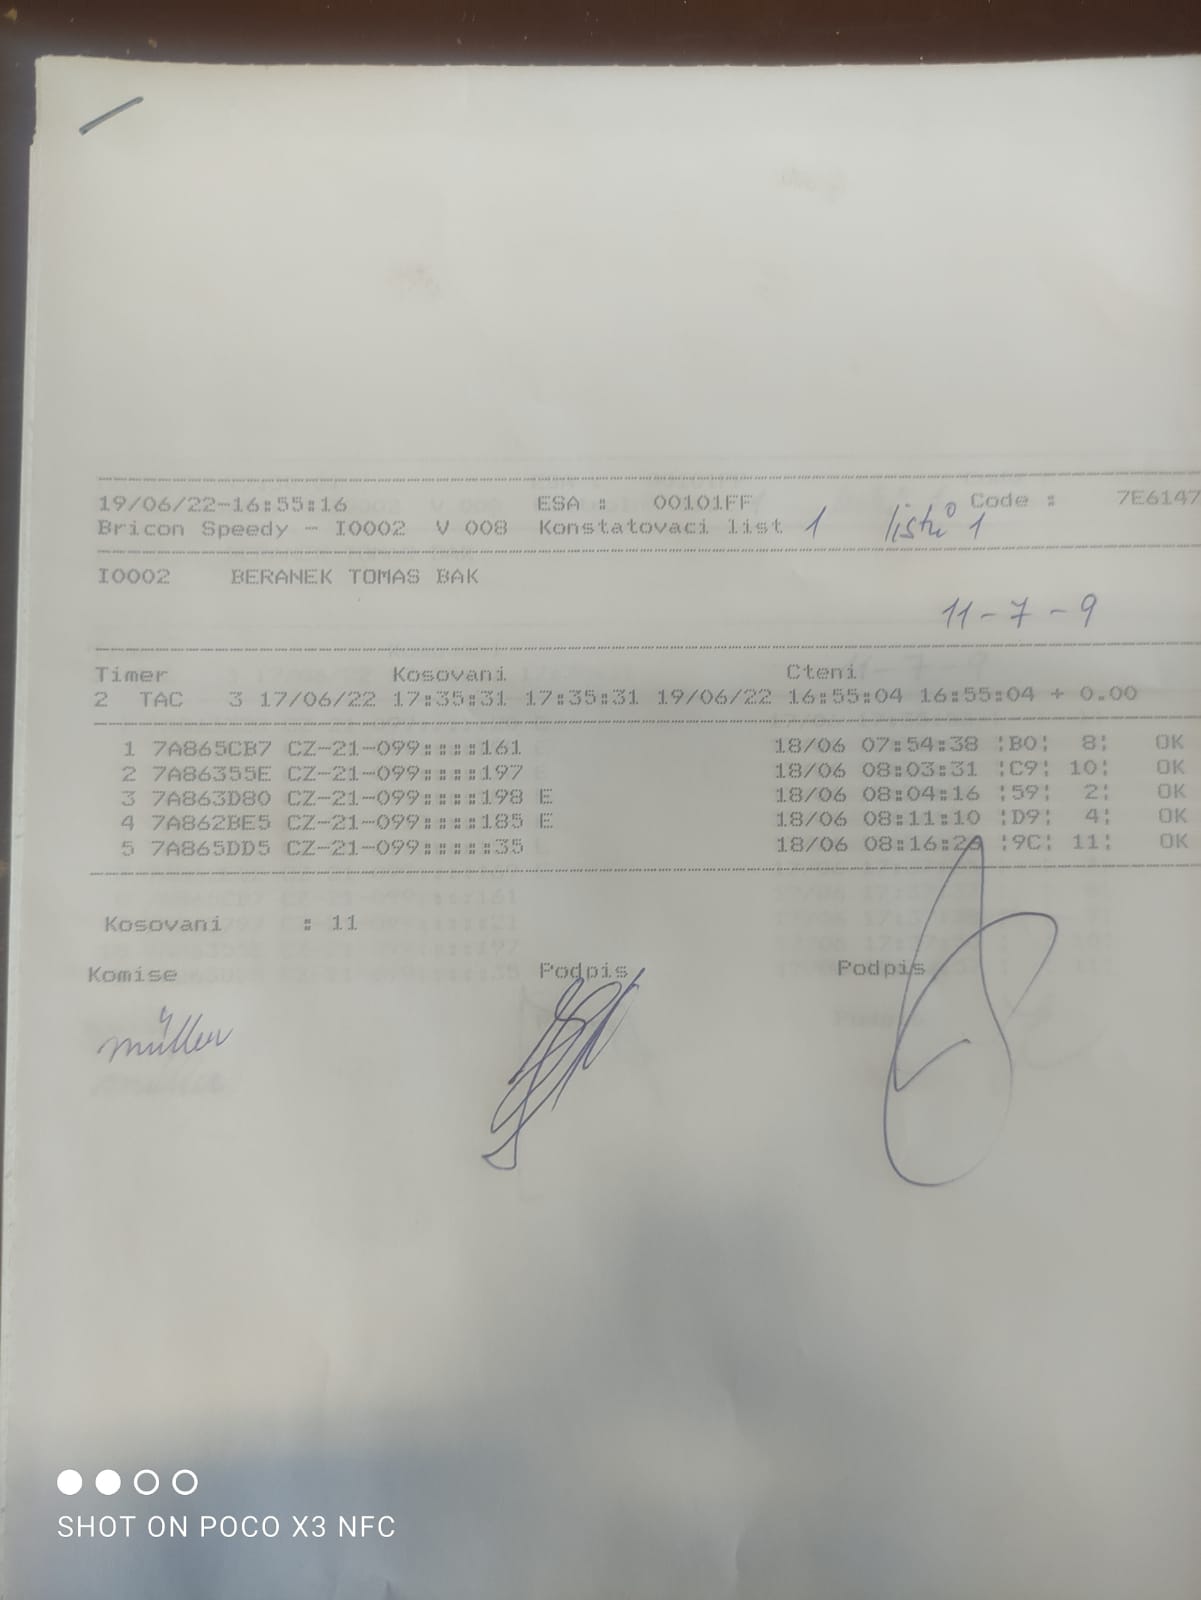 19/06/22-16:55:16 ESA : 00101FF Code : 7E6147
Bricon Speedy - I0002 V 008 Konstatovaci list 1 listů 1
I0002 BERANEK TOMAS BAK
11-7-9
Timer Kosovani Cteni
2 TAC 3 17/06/22 17:35:31 17:35:31 19/06/22 16:55:04 16:55:04 + 0.00
1 7A865CB7 CZ-21-099:::::161 18/06 07:54:38 ¦B0¦ 8¦ OK
2 7A86355E CZ-21-099:::::197 18/06 08:03:31 ¦C9¦ 10¦ OK
3 7A863D80 CZ-21-099:::::198 E 18/06 08:04:16 ¦59¦ 2¦ OK
4 7A862BE5 CZ-21-099:::::185 E 18/06 08:11:10 ¦D9¦ 4¦ OK
5 7A865DD5 CZ-21-099::::::35 18/06 08:16:29 ¦9C¦ 11¦ OK
Kosovani : 11
Komise Podpis Podpis
müller
SHOT ON POCO X3 NFC